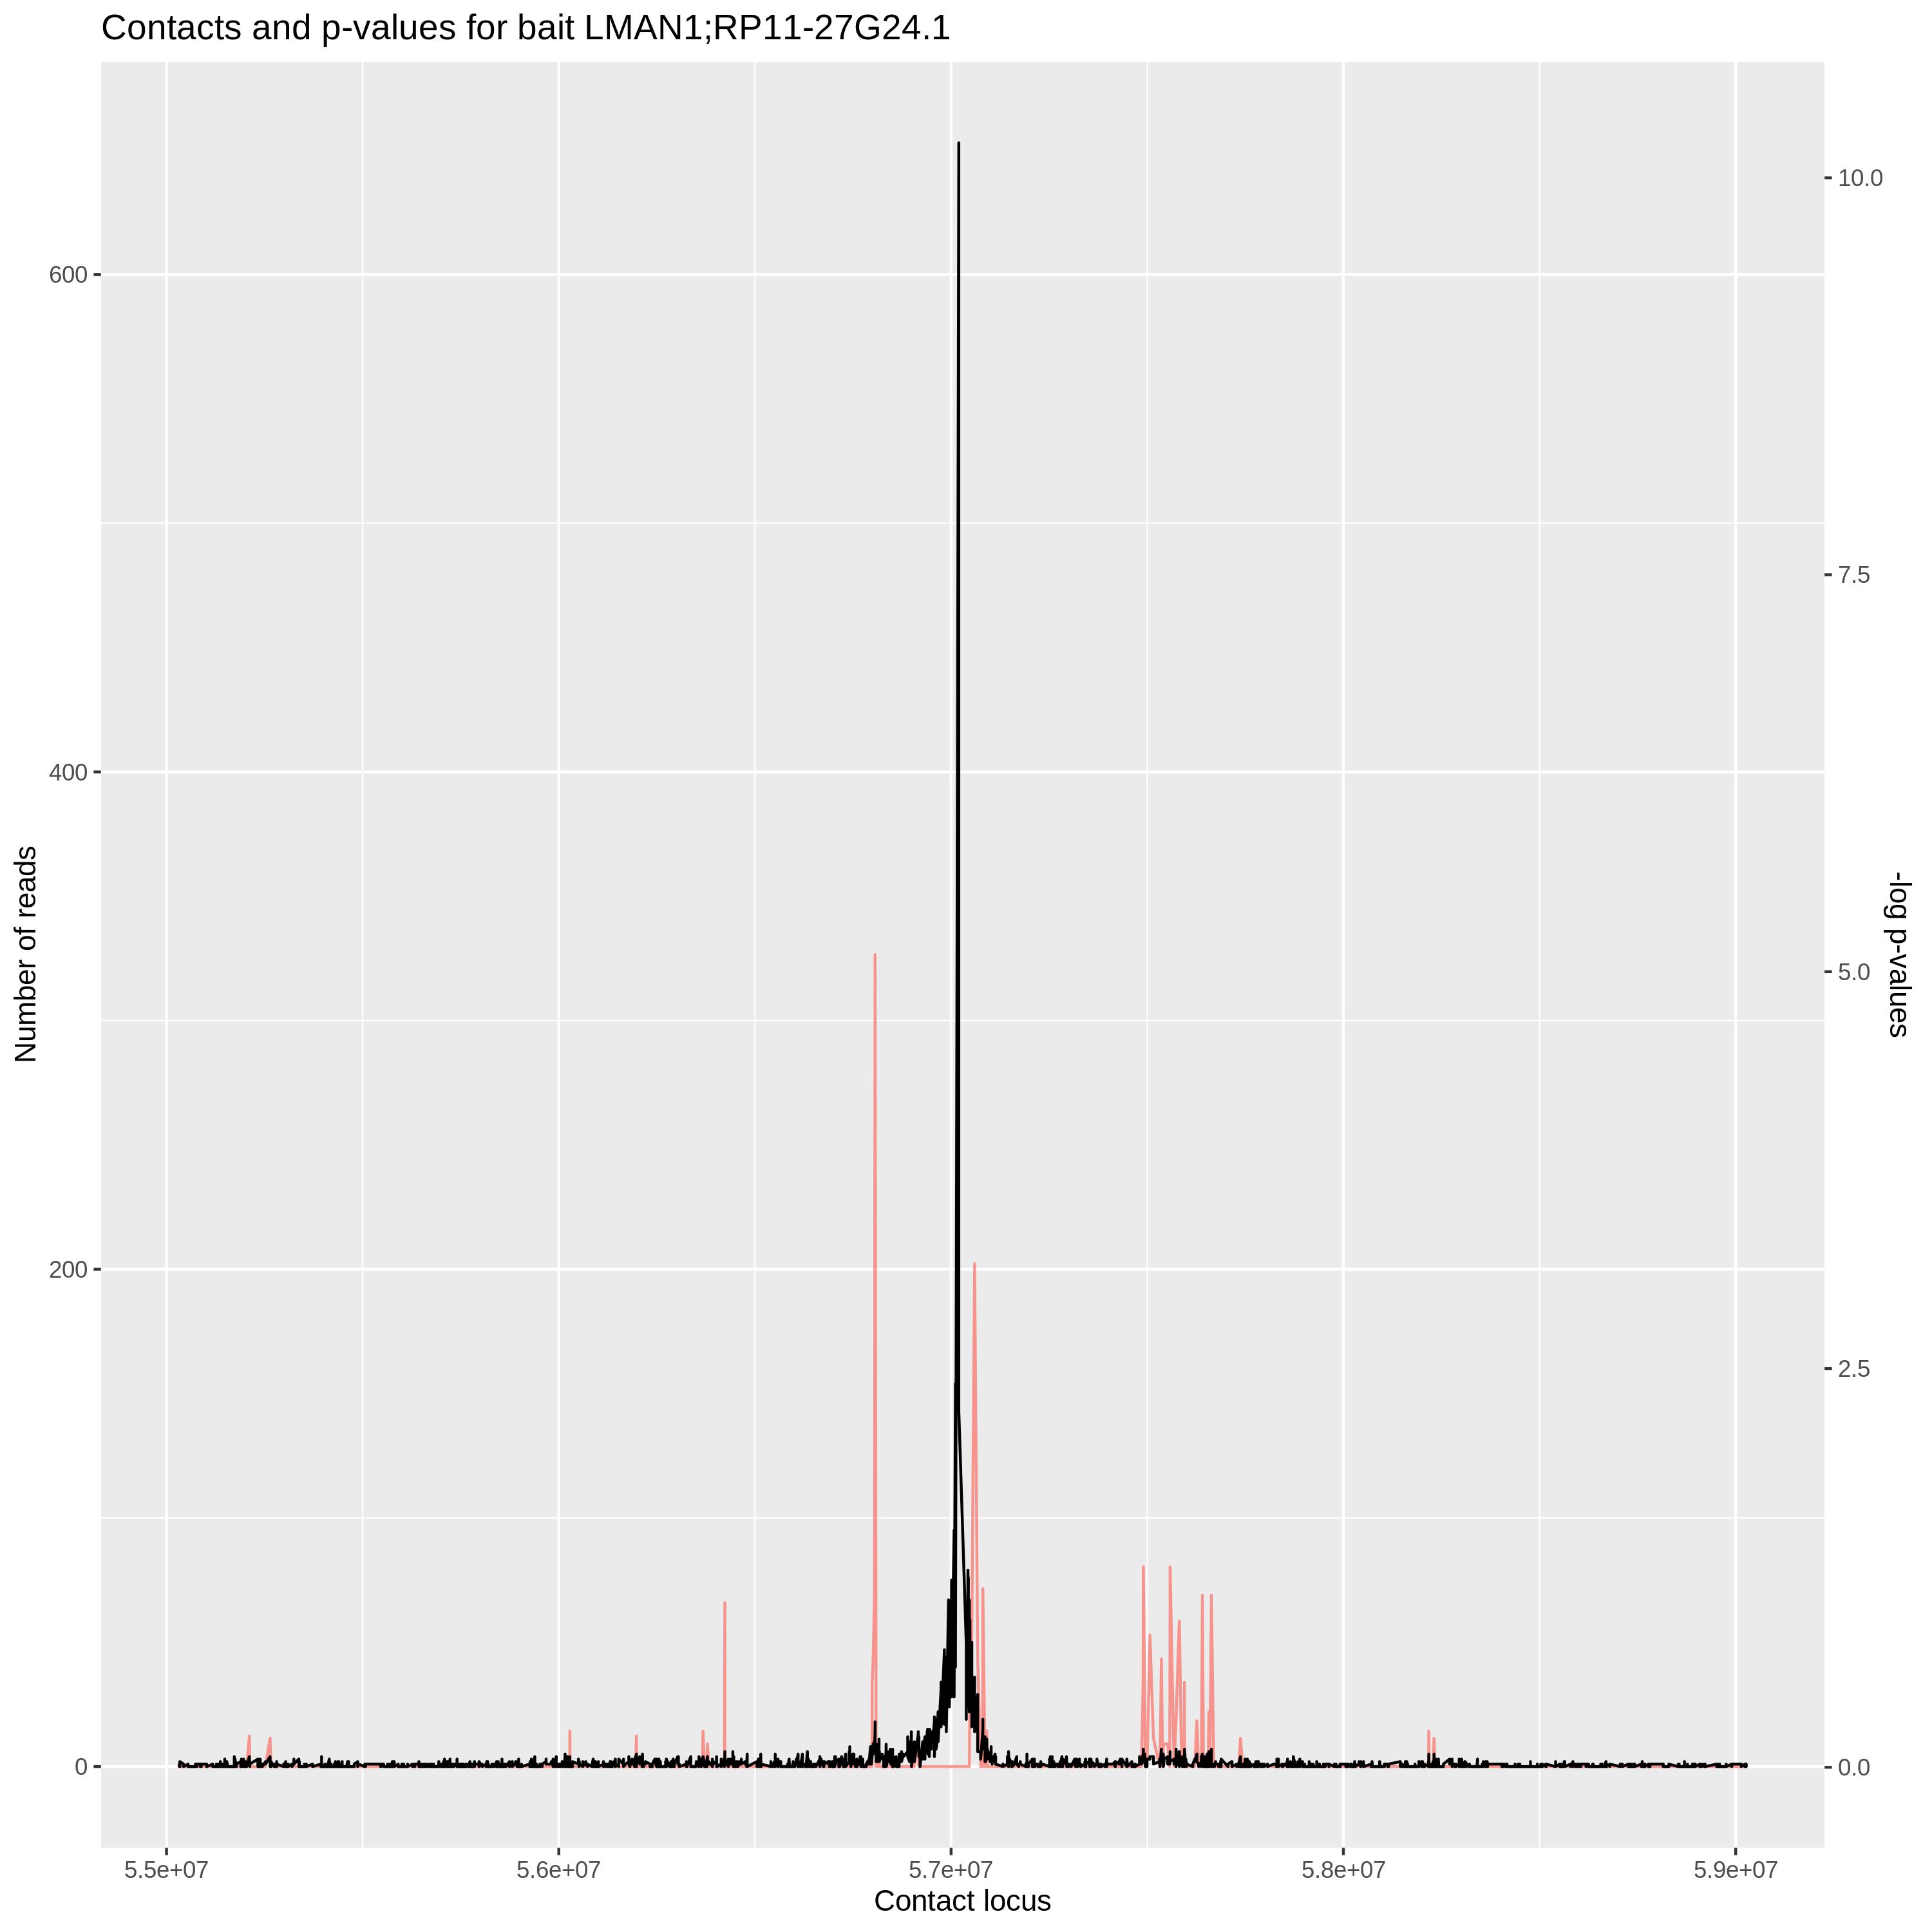 Contacts and p-values for bait LMAN1;RP11-27G24.1
600
400
200
0
Number of reads
10.0
7.5
5.0
2.5
0.0
-log p-values
5.5e+07
5.6e+07
5.7e+07
5.8e+07
5.9e+07
Contact locus